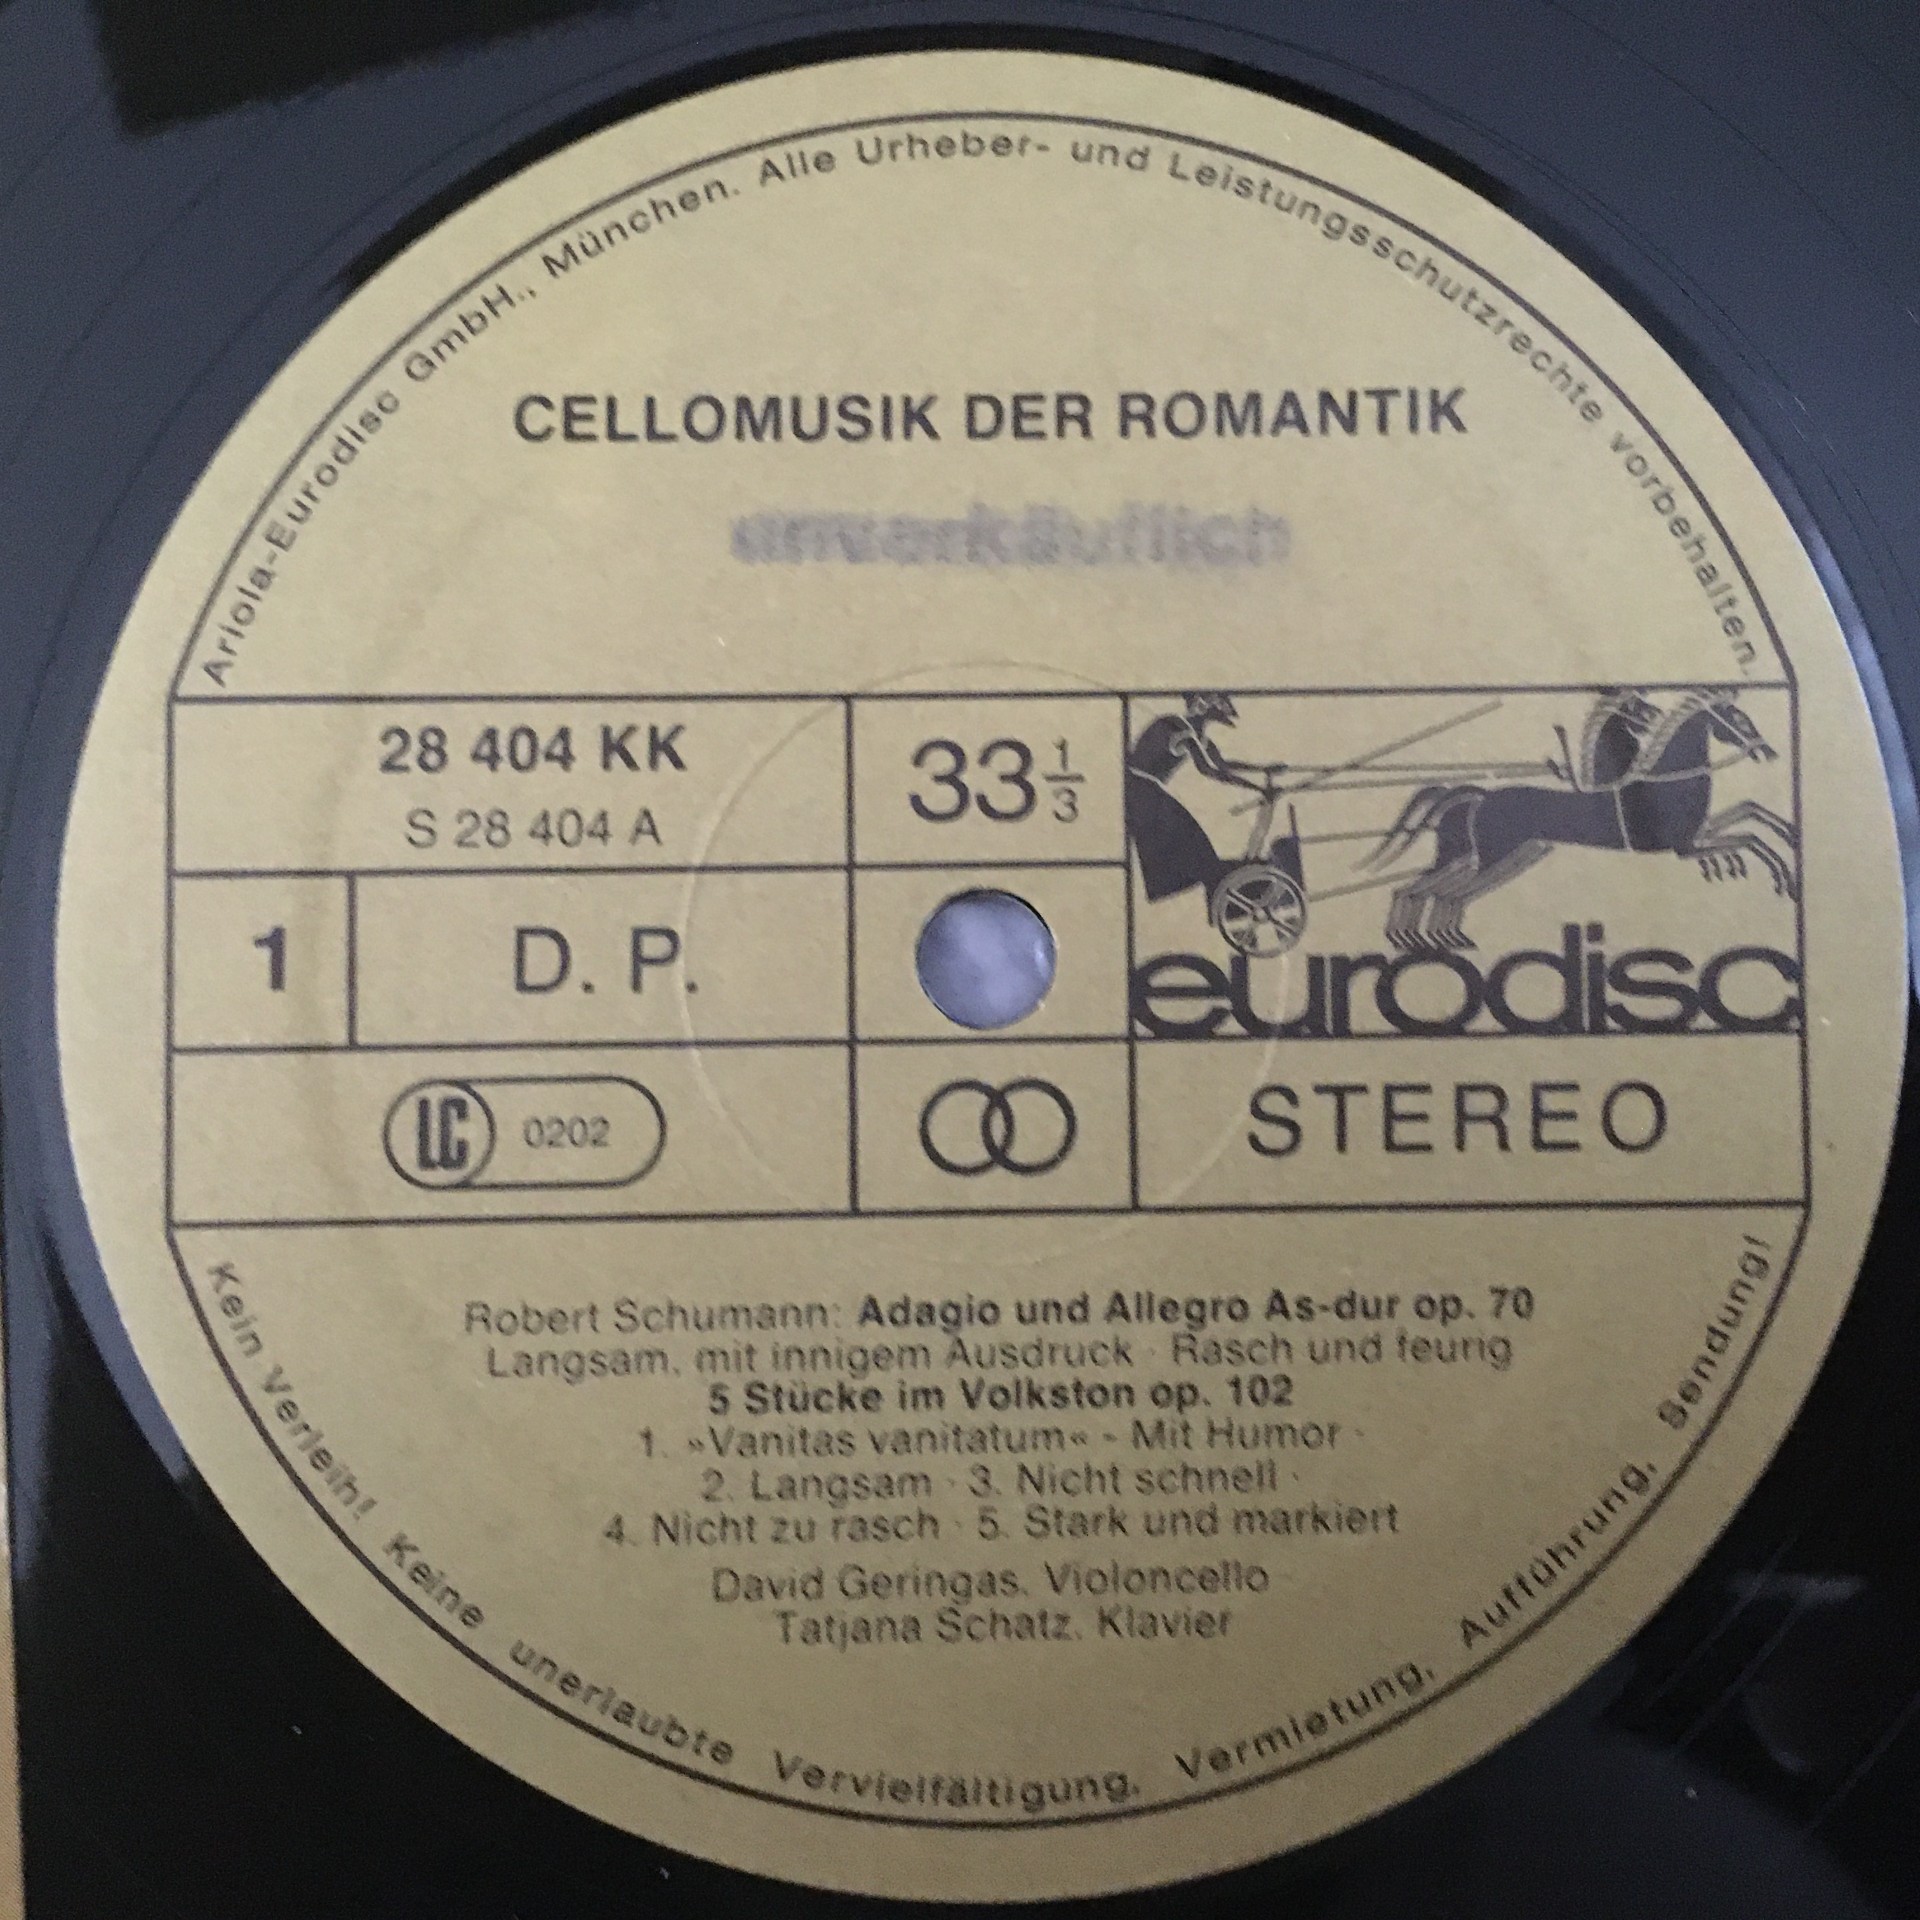 Ariola-Eurodisc GmbH., München. Alle Urheber- und Leistungsschutzrechte vorbehalten.
CELLOMUSIK DER ROMANTIK
unverkäuflich
28 404 KK
S 28 404 A
33 1/3
1
D. P.
eurodisc
LC 0202
STEREO
Robert Schumann: Adagio und Allegro As-dur op. 70
Langsam, mit innigem Ausdruck · Rasch und feurig
5 Stücke im Volkston op. 102
1. »Vanitas vanitatum« - Mit Humor ·
2. Langsam · 3. Nicht schnell ·
4. Nicht zu rasch · 5. Stark und markiert
David Geringas, Violoncello
Tatjana Schatz, Klavier
Kein Verleih! Keine unerlaubte Vervielfältigung, Vermietung, Aufführung, Sendung!